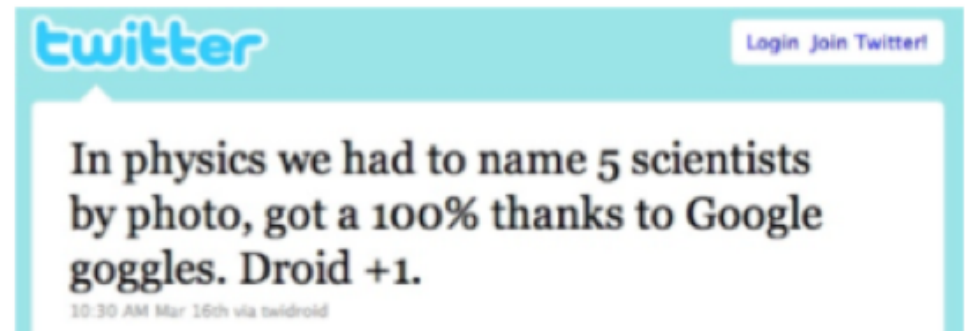 twitter
Login Join Twitter!
In physics we had to name 5 scientists
by photo, got a 100% thanks to Google
goggles. Droid +1.
10:30 AM Mar 16th via twidroid